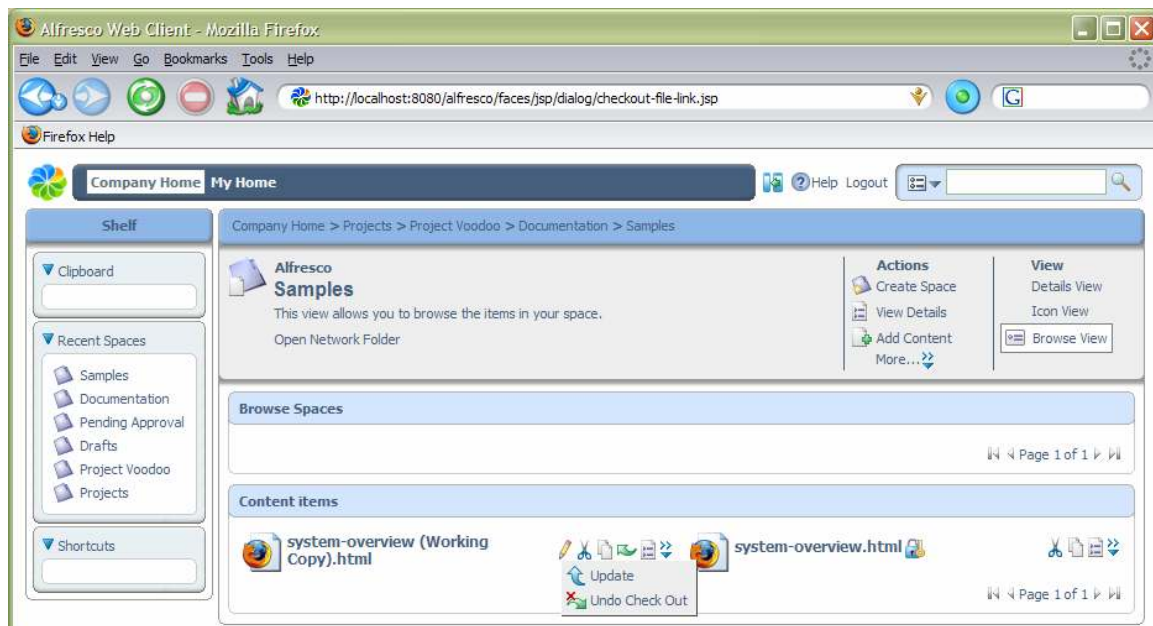 Alfresco Web Client - Mozilla Firefox
File Edit View Go Bookmarks Tools Help
http://localhost:8080/alfresco/faces/jsp/dialog/checkout-file-link.jsp
G
Firefox Help
Company Home My Home
Help Logout
Shelf
Company Home > Projects > Project Voodoo > Documentation > Samples
Clipboard
Recent Spaces
Samples
Documentation
Pending Approval
Drafts
Project Voodoo
Projects
Shortcuts
Alfresco
Samples
This view allows you to browse the items in your space.
Open Network Folder
Actions
Create Space
View Details
Add Content
More...
View
Details View
Icon View
Browse View
Browse Spaces
Page 1 of 1
Content items
system-overview (Working
Copy).html
Update
Undo Check Out
system-overview.html
Page 1 of 1